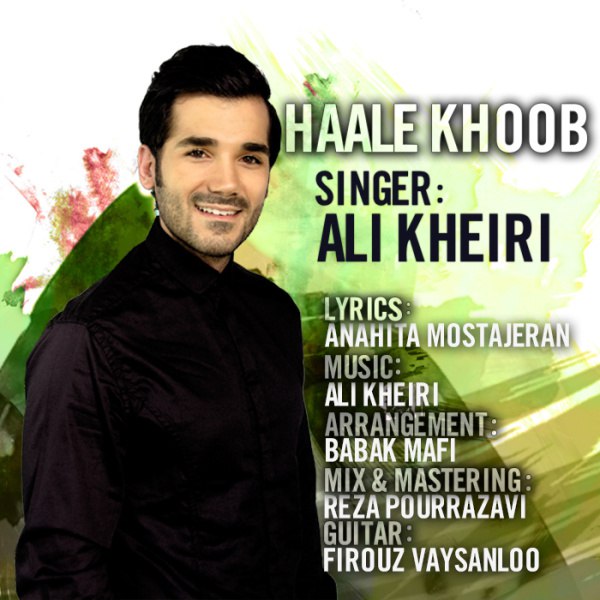 HAALE KHOOB
SINGER:
ALI KHEIRI
LYRICS:
ANAHITA MOSTAJERAN
MUSIC:
ALI KHEIRI
ARRANGEMENT:
BABAK MAFI
MIX & MASTERING:
REZA POURRAZAVI
GUITAR:
FIROUZ VAYSANLOO